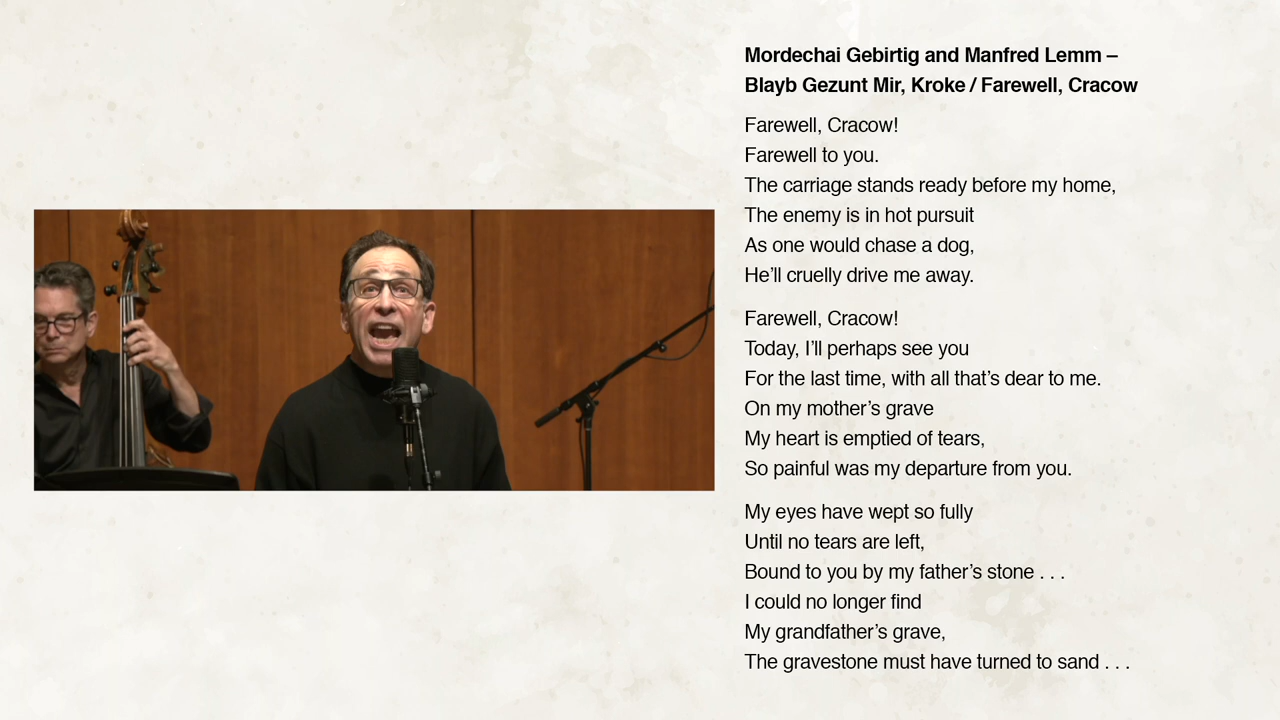 Mordechai Gebirtig and Manfred Lemm –
Blayb Gezunt Mir, Kroke / Farewell, Cracow
Farewell, Cracow!
Farewell to you.
The carriage stands ready before my home,
The enemy is in hot pursuit
As one would chase a dog,
He’ll cruelly drive me away.
Farewell, Cracow!
Today, I’ll perhaps see you
For the last time, with all that’s dear to me.
On my mother’s grave
My heart is emptied of tears,
So painful was my departure from you.
My eyes have wept so fully
Until no tears are left,
Bound to you by my father’s stone . . .
I could no longer find
My grandfather’s grave,
The gravestone must have turned to sand . . .